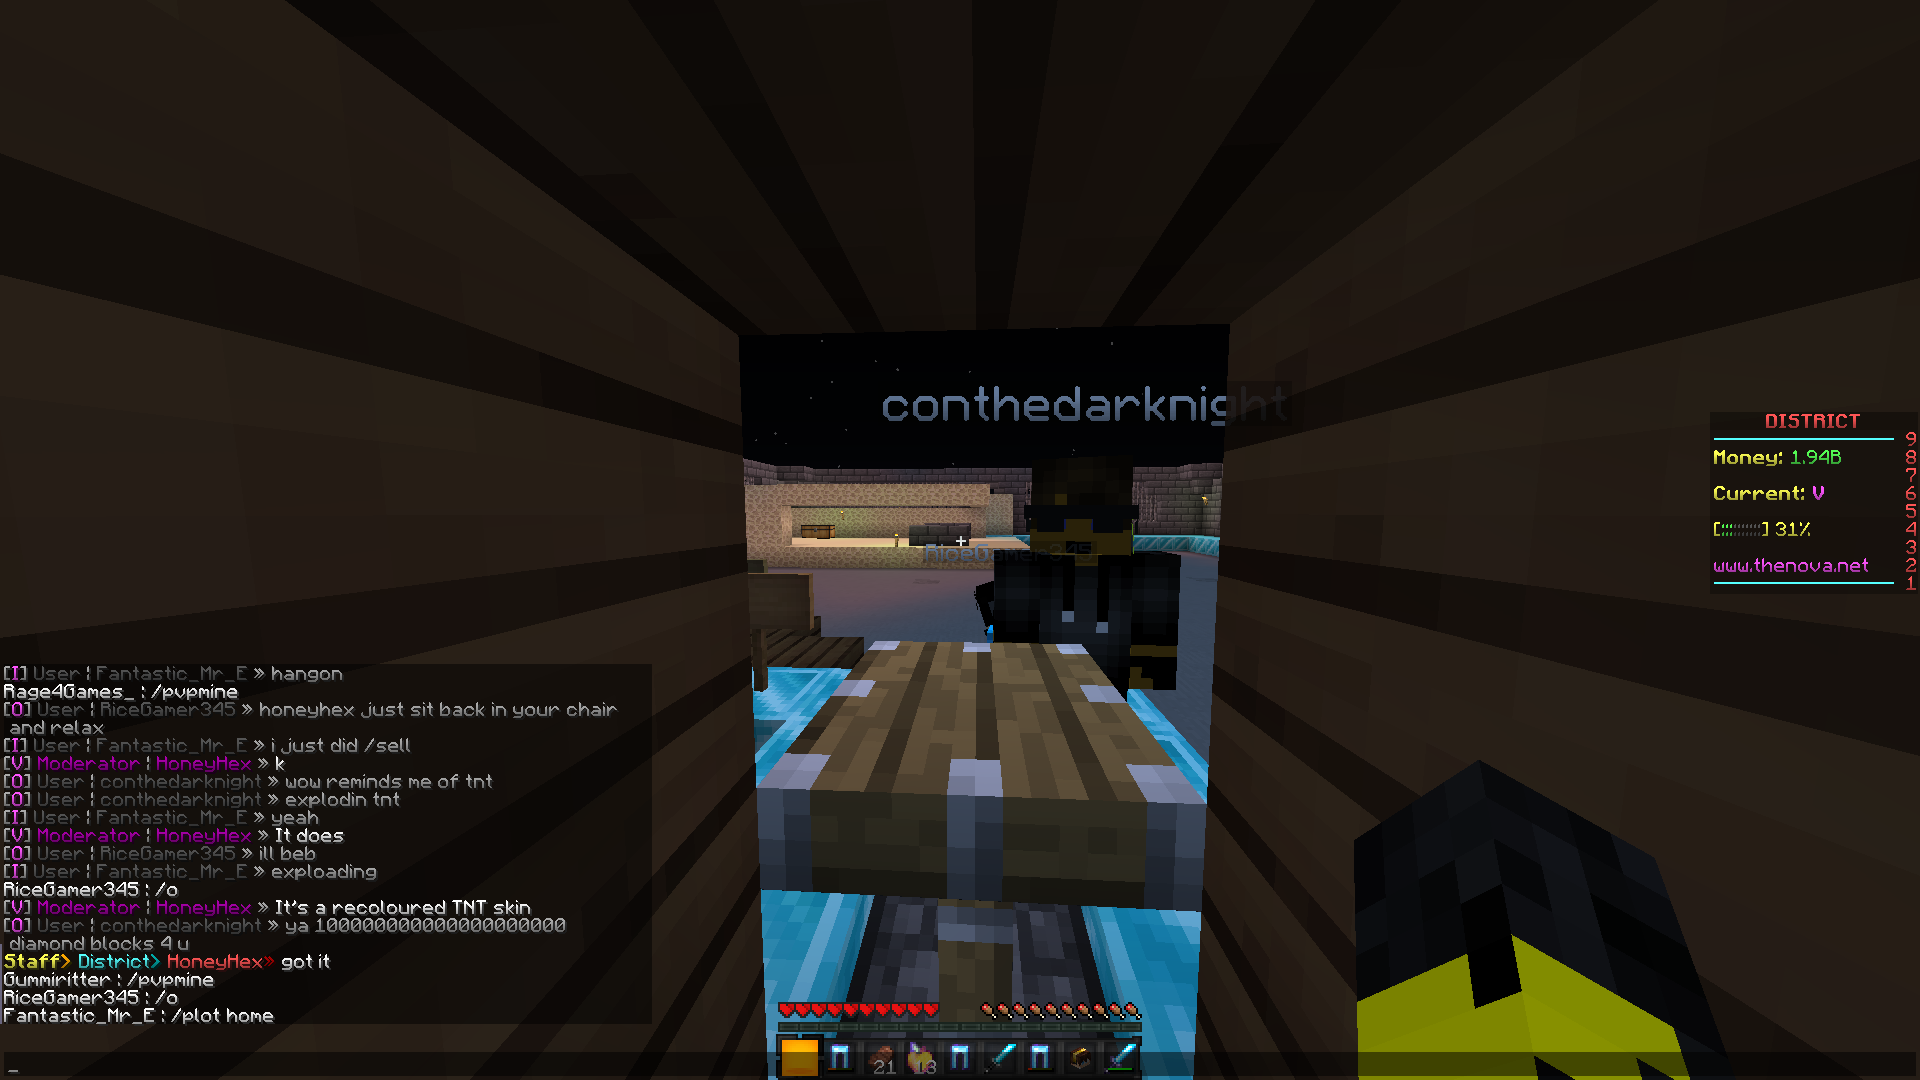 conthedarknight
RiceGamer345
DISTRICT
9
Money: 1.94B
8
7
Current: V
6
5
[::::::::::] 31%
4
3
www.thenova.net
2
1
[I] User ¦ Fantastic_Mr_E » hangon
Rage4Games_ : /pvpmine
[O] User ¦ RiceGamer345 » honeyhex just sit back in your chair
and relax
[I] User ¦ Fantastic_Mr_E » i just did /sell
[V] Moderator ¦ HoneyHex » k
[O] User ¦ conthedarknight » wow reminds me of tnt
[O] User ¦ conthedarknight » explodin tnt
[I] User ¦ Fantastic_Mr_E » yeah
[V] Moderator ¦ HoneyHex » It does
[O] User ¦ RiceGamer345 » ill beb
[I] User ¦ Fantastic_Mr_E » exploading
RiceGamer345 : /o
[V] Moderator ¦ HoneyHex » It's a recoloured TNT skin
[O] User ¦ conthedarknight » ya 1000000000000000000000
diamond blocks 4 u
Staff> District> HoneyHex» got it
Gummiritter : /pvpmine
RiceGamer345 : /o
Fantastic_Mr_E : /plot home
21
13
_